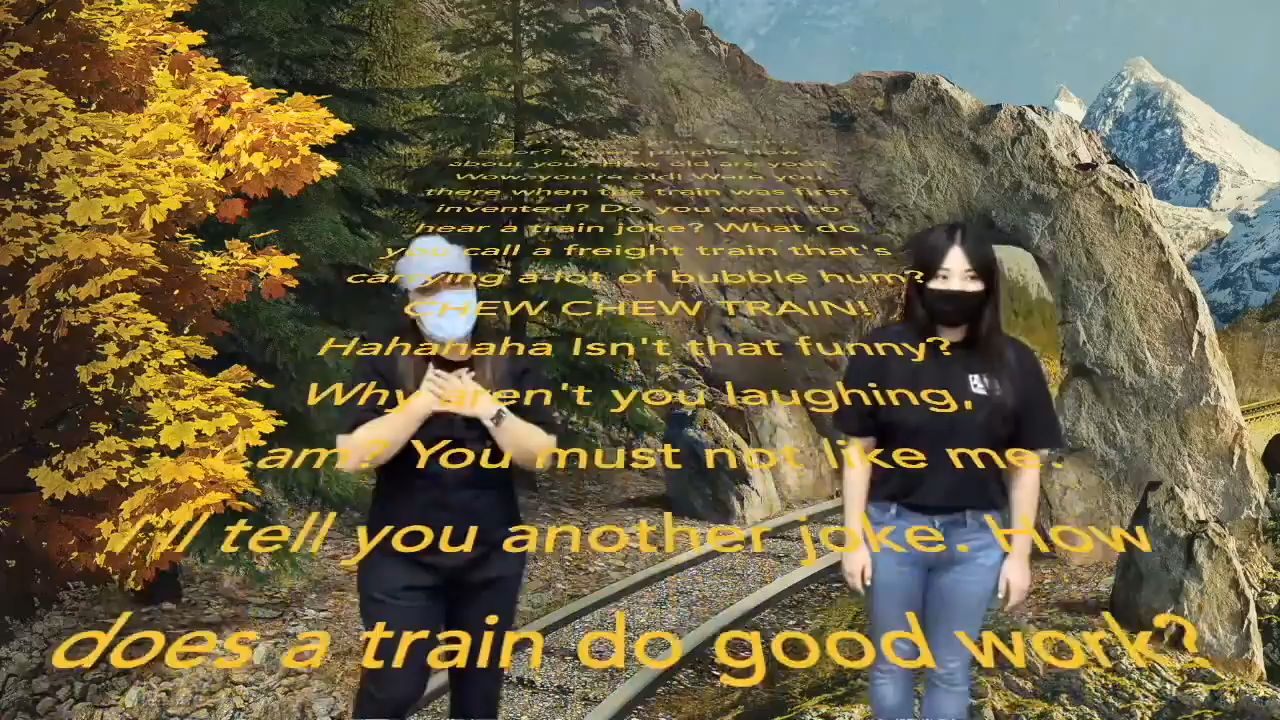 about you? How old are you?
Wow, you're old! Were you
there when the train was first
invented? Do you want to
hear a train joke? What do
you call a freight train that's
carrying a lot of bubble hum?
CHEW CHEW TRAIN!
Hahahaha Isn't that funny?
Why aren't you laughing,
am? You must not like me.
I'll tell you another joke. How
does a train do good work?